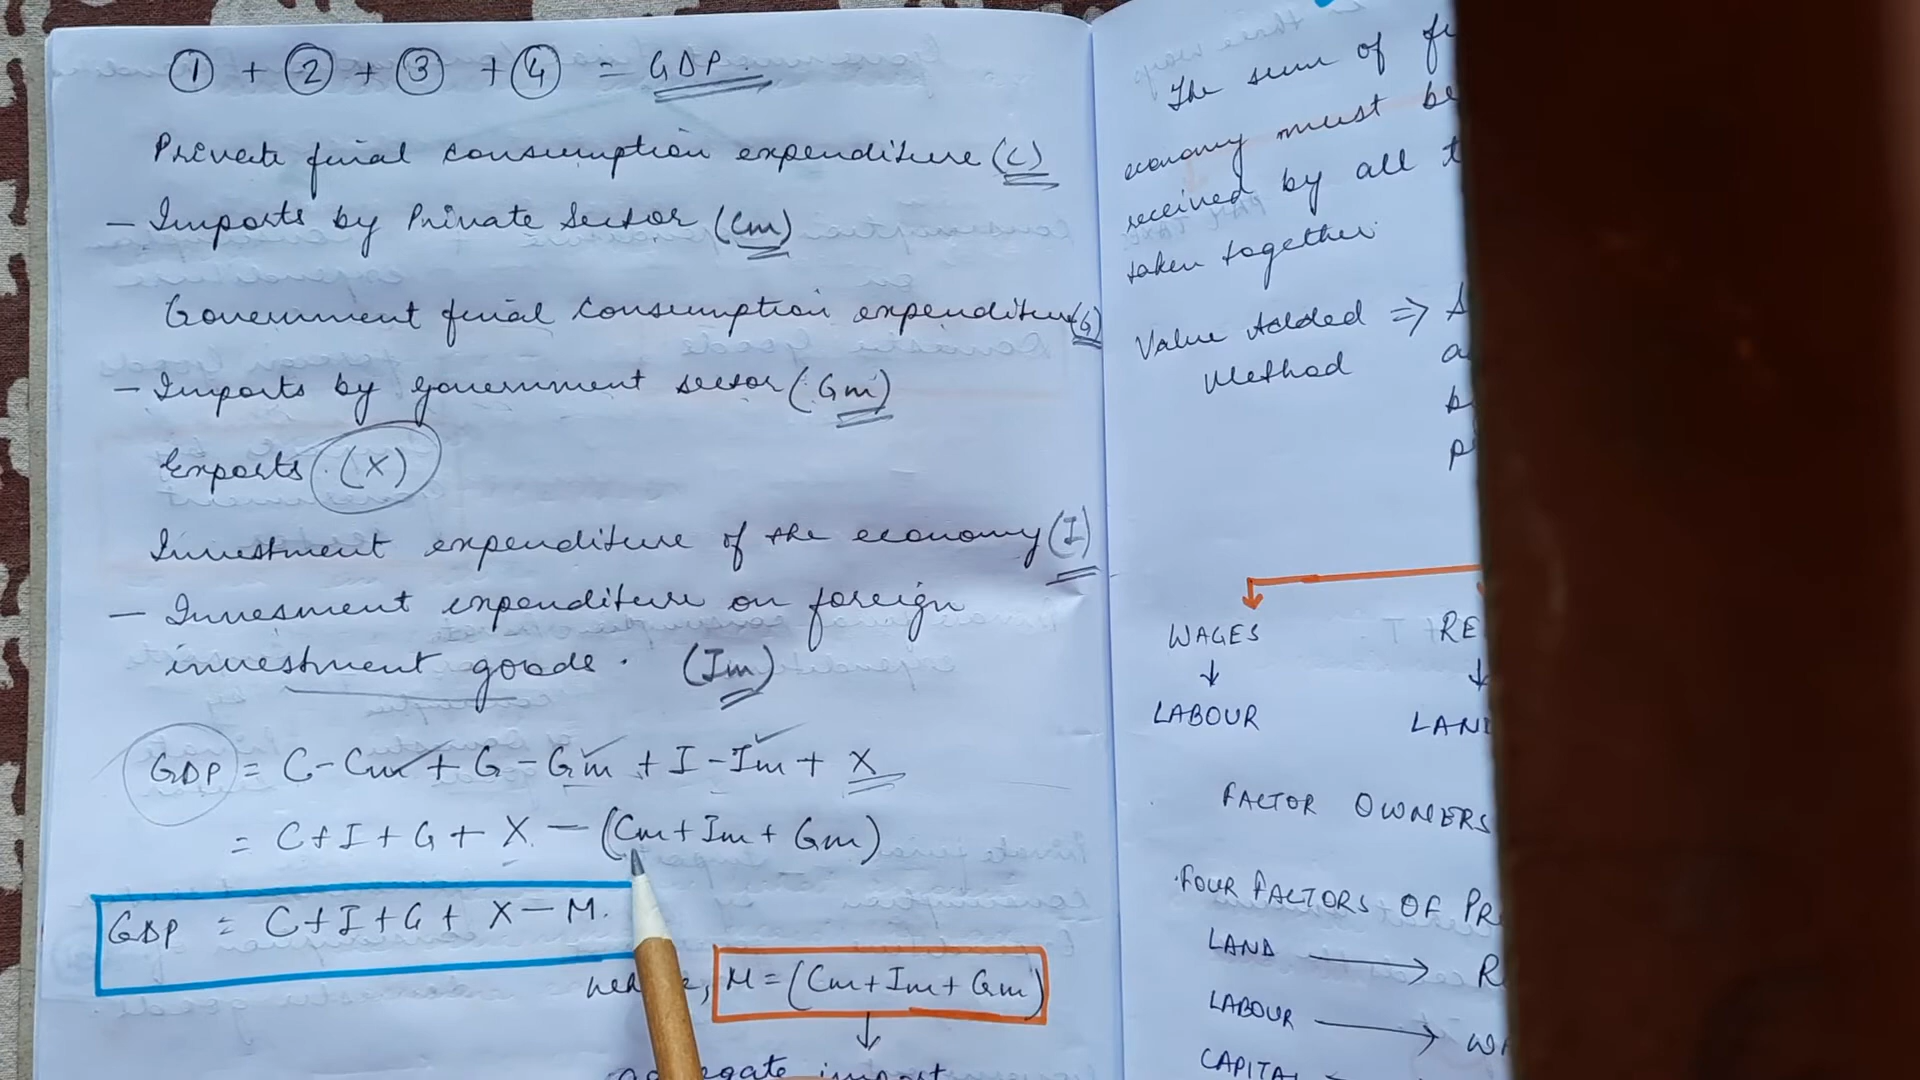 ① + ② + ③ + ④ = GDP.
Private final consumption expenditure (C)
- Imports by Private Sector (Cm)
Government final consumption expenditure (G)
- Imports by government sector (Gm)
Exports. (X)
Investment expenditure of the economy (I)
- Invesment expenditure on foreign
investment goods. (Im)
GDP = C-Cm+G-Gm+I-Im+X
= C+I+G+X-(Cm+Im+Gm)
GDP = C+I+G+X-M.
M=(Cm+Im+Gm)
↓
import
The sum of
economy must be
received by all
taken together.
Value Added ⇒
Method
WAGES
↓ ↓
LABOUR
FACTOR OWNERS
FOUR FACTORS OF
LAND →
LABOUR →